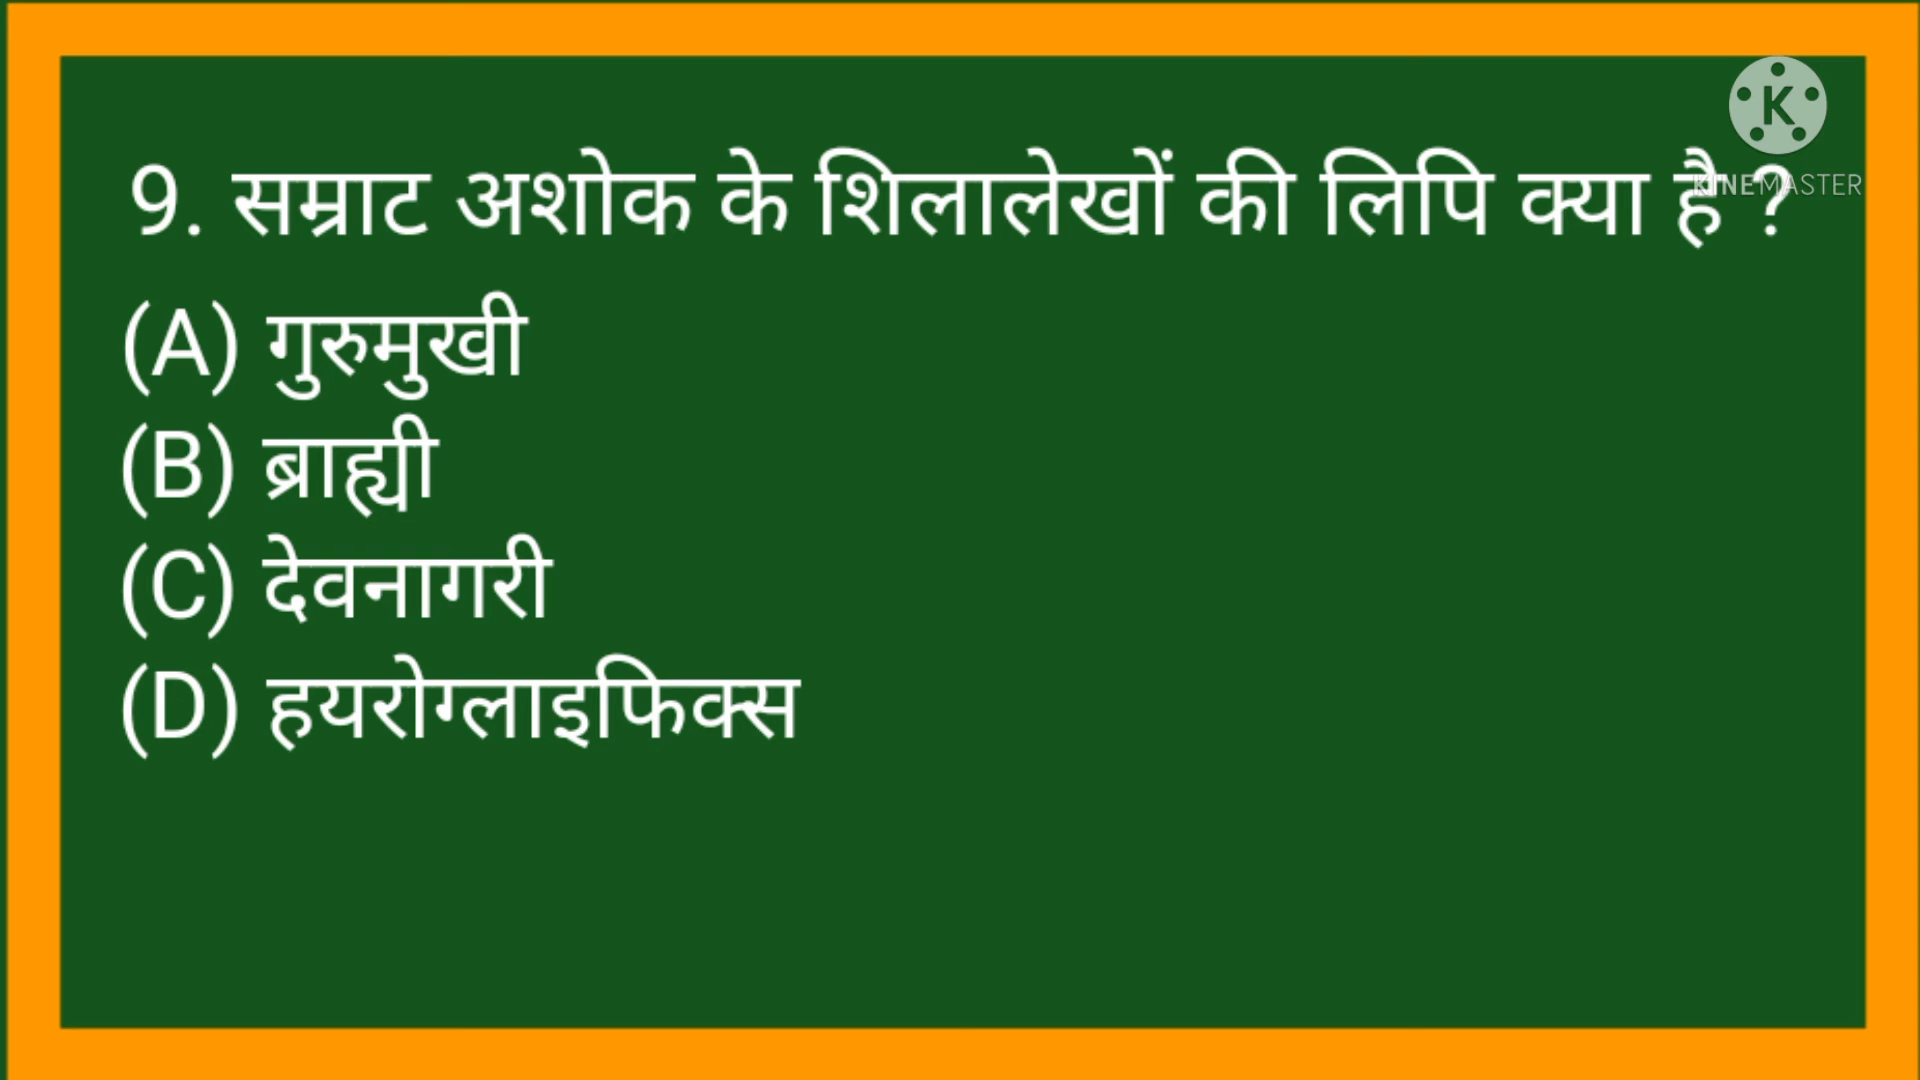 9. सम्राट अशोक के शिलालेखों की लिपि क्या है ?
KINEMASTER
(A) गुरुमुखी
(B) ब्राह्यी
(C) देवनागरी
(D) हयरोग्लाइफिक्स